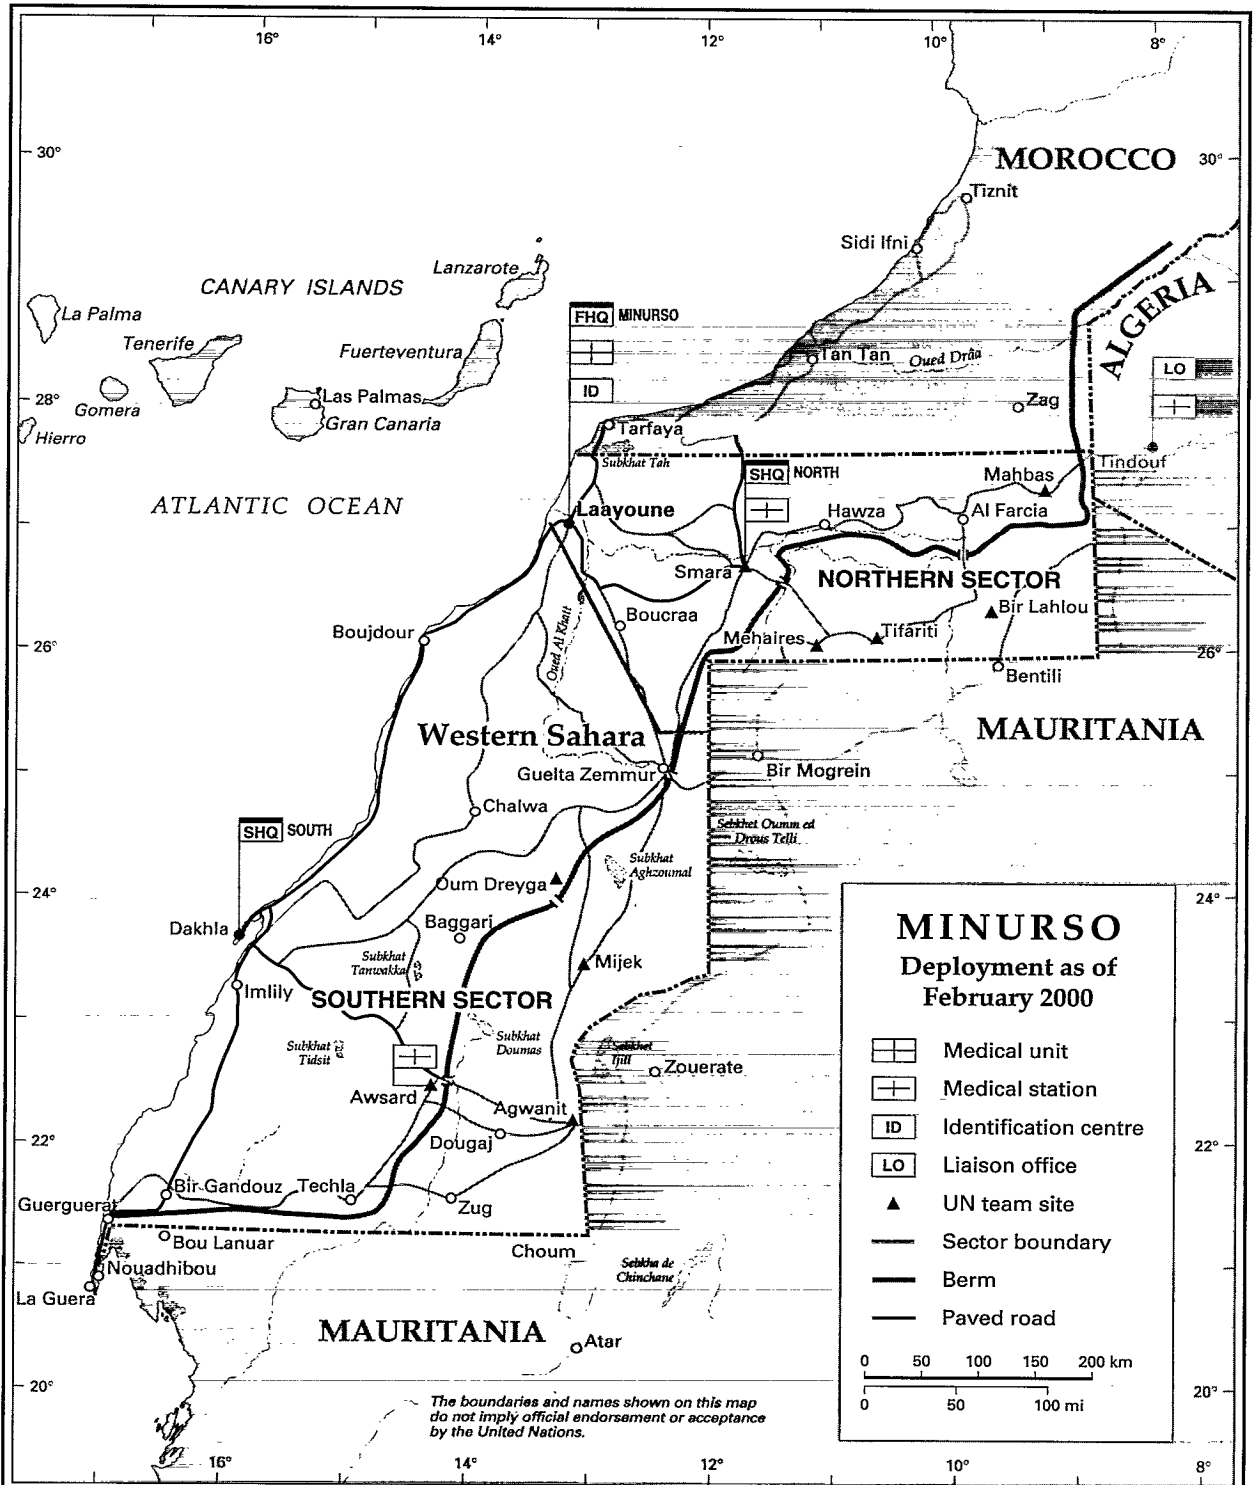 16°
14°
12°
10°
8°
30°
MOROCCO
30°
Tiznit
Sidi Ifni
CANARY ISLANDS
Lanzarote
ALGERIA
La Palma
Tenerife
Fuerteventura
FHQ MINURSO
Tan Tan
Oued Drâa
LO
ID
28°
Gomera
Las Palmas
Gran Canaria
Zag
Hierro
Tarfaya
Subkhat Tah
Tindouf
SHQ NORTH
Mahbas
ATLANTIC OCEAN
Laayoune
Hawza
Al Farcia
Smara
NORTHERN SECTOR
Boucraa
Bir Lahlou
Boujdour
Oued Al Khatt
Mehaires
Tifariti
26°
26°
Bentili
Western Sahara
MAURITANIA
Guelta Zemmur
Bir Mogrein
Chalwa
SHQ SOUTH
Sebkhet Oumm ed
Drous Telli
Subkhat
Aghzoumal
Oum Dreyga
24°
24°
Baggari
Dakhla
Subkhat
Tanwakka
Mijek
Imlily
SOUTHERN SECTOR
Subkhat
Tidsit
Subkhat
Doumas
Sebkhet
Ijill
Zouerate
Awsard
Agwanit
Dougaj
22°
22°
Bir Gandouz
Techla
Zug
Guerguerat
Bou Lanuar
Choum
Nouadhibou
La Guera
Sebkha de
Chinchane
MAURITANIA
Atar
20°
20°
The boundaries and names shown on this map
do not imply official endorsement or acceptance
by the United Nations.
MINURSO
Deployment as of
February 2000
Medical unit
Medical station
ID Identification centre
LO Liaison office
UN team site
Sector boundary
Berm
Paved road
0 50 100 150 200 km
0 50 100 mi
16°
14°
12°
10°
8°